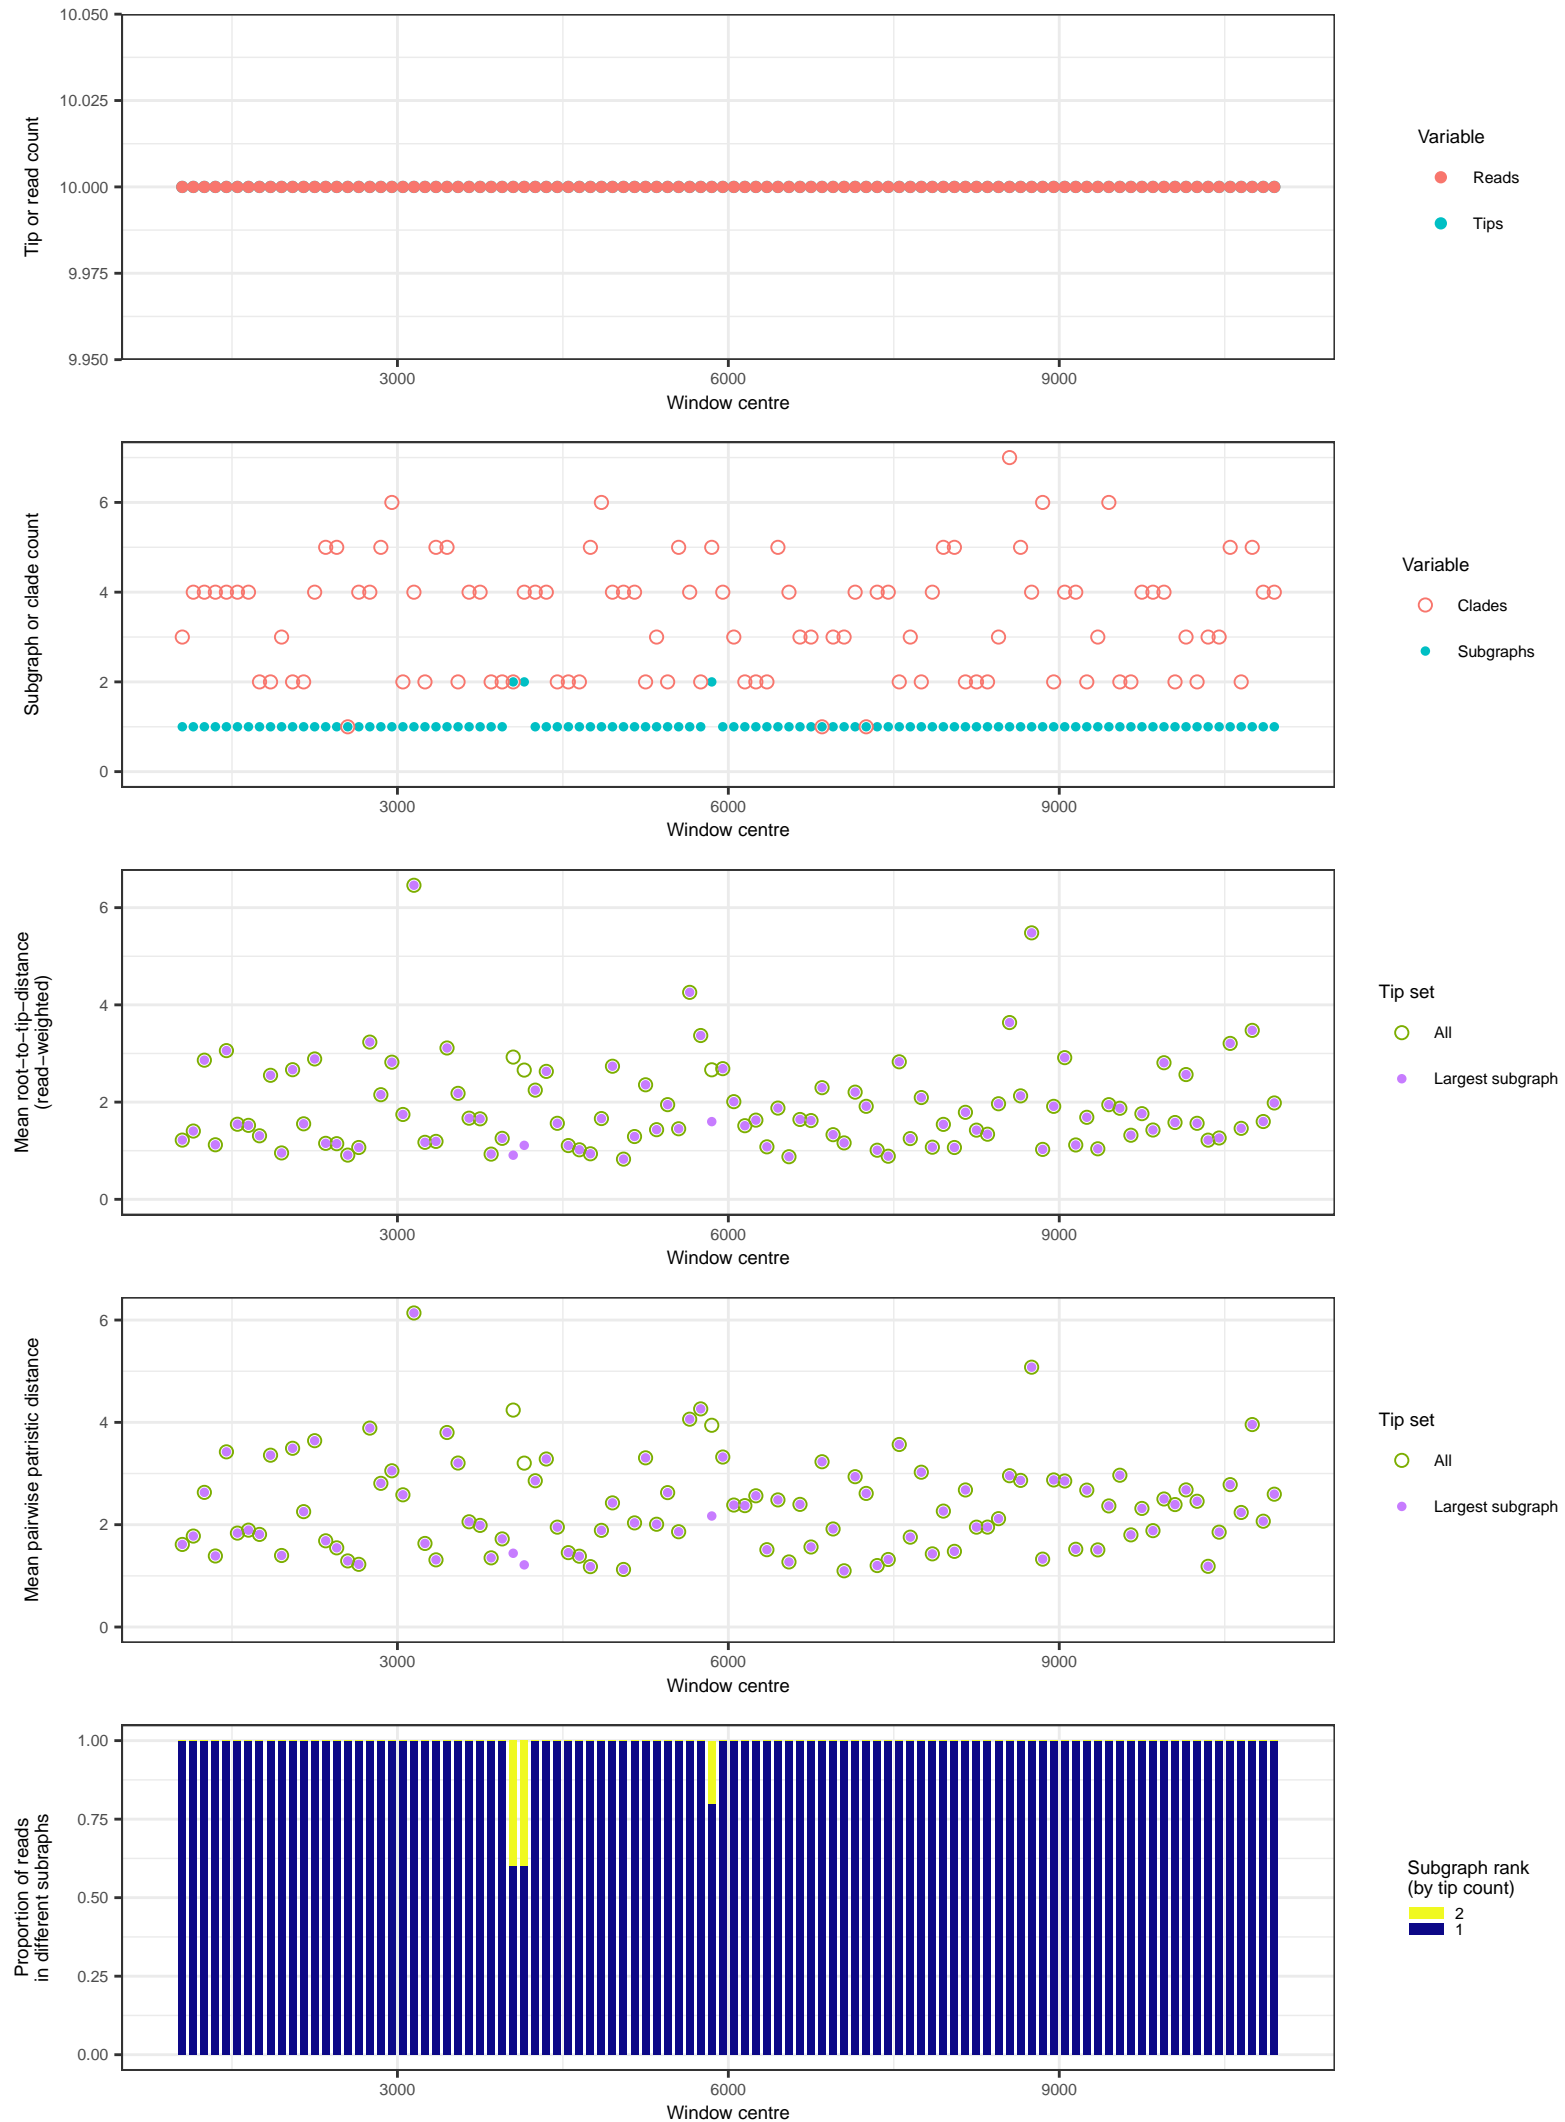 10.050
10.025
10.000
9.975
9.950
Tip or read count
3000
6000
9000
Window centre
Variable
Reads
Tips
6
4
2
0
Subgraph or clade count
3000
6000
9000
Window centre
Variable
Clades
Subgraphs
6
4
2
0
Mean root−to−tip−distance
(read−weighted)
3000
6000
9000
Window centre
Tip set
All
Largest subgraph
6
4
2
0
Mean pairwise patristic distance
3000
6000
9000
Window centre
Tip set
All
Largest subgraph
1.00
0.75
0.50
0.25
0.00
Proportion of reads
in different subraphs
3000
6000
9000
Window centre
Subgraph rank
(by tip count)
2
1